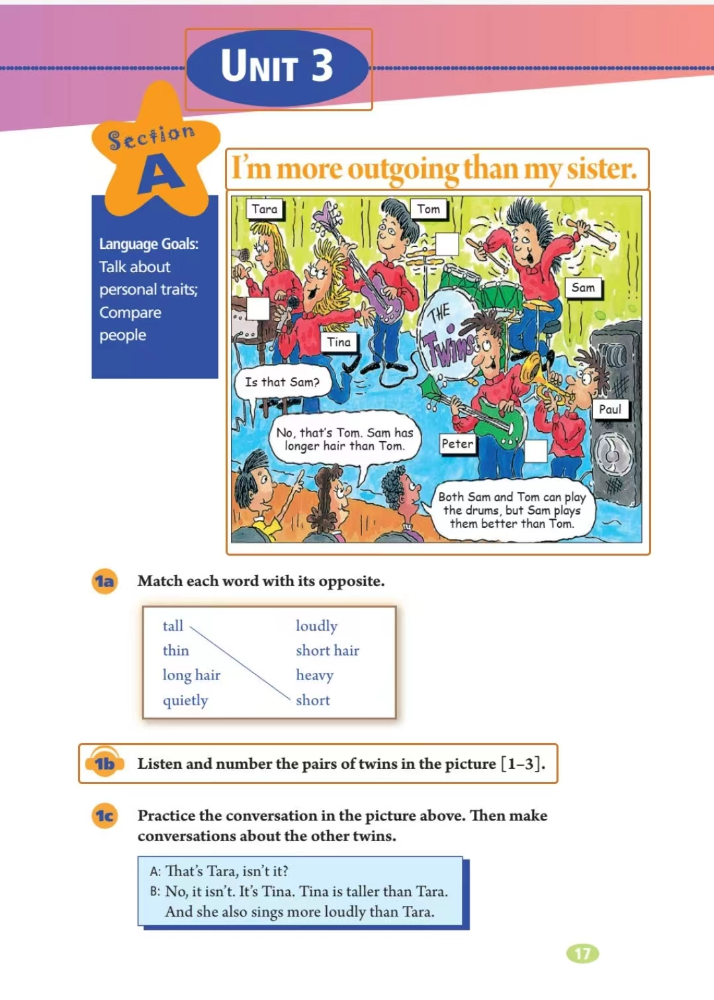 UNIT 3
Section
A
I'm more outgoing than my sister.
Language Goals:
Talk about
personal traits;
Compare
people
Tara
Tom
Sam
THE
Twins
Tina
Is that Sam?
Paul
No, that's Tom. Sam has
longer hair than Tom.
Peter
Both Sam and Tom can play
the drums, but Sam plays
them better than Tom.
1a Match each word with its opposite.
tall loudly
thin short hair
long hair heavy
quietly short
1b Listen and number the pairs of twins in the picture [1–3].
1c Practice the conversation in the picture above. Then make
conversations about the other twins.
A: That's Tara, isn't it?
B: No, it isn't. It's Tina. Tina is taller than Tara.
And she also sings more loudly than Tara.
17